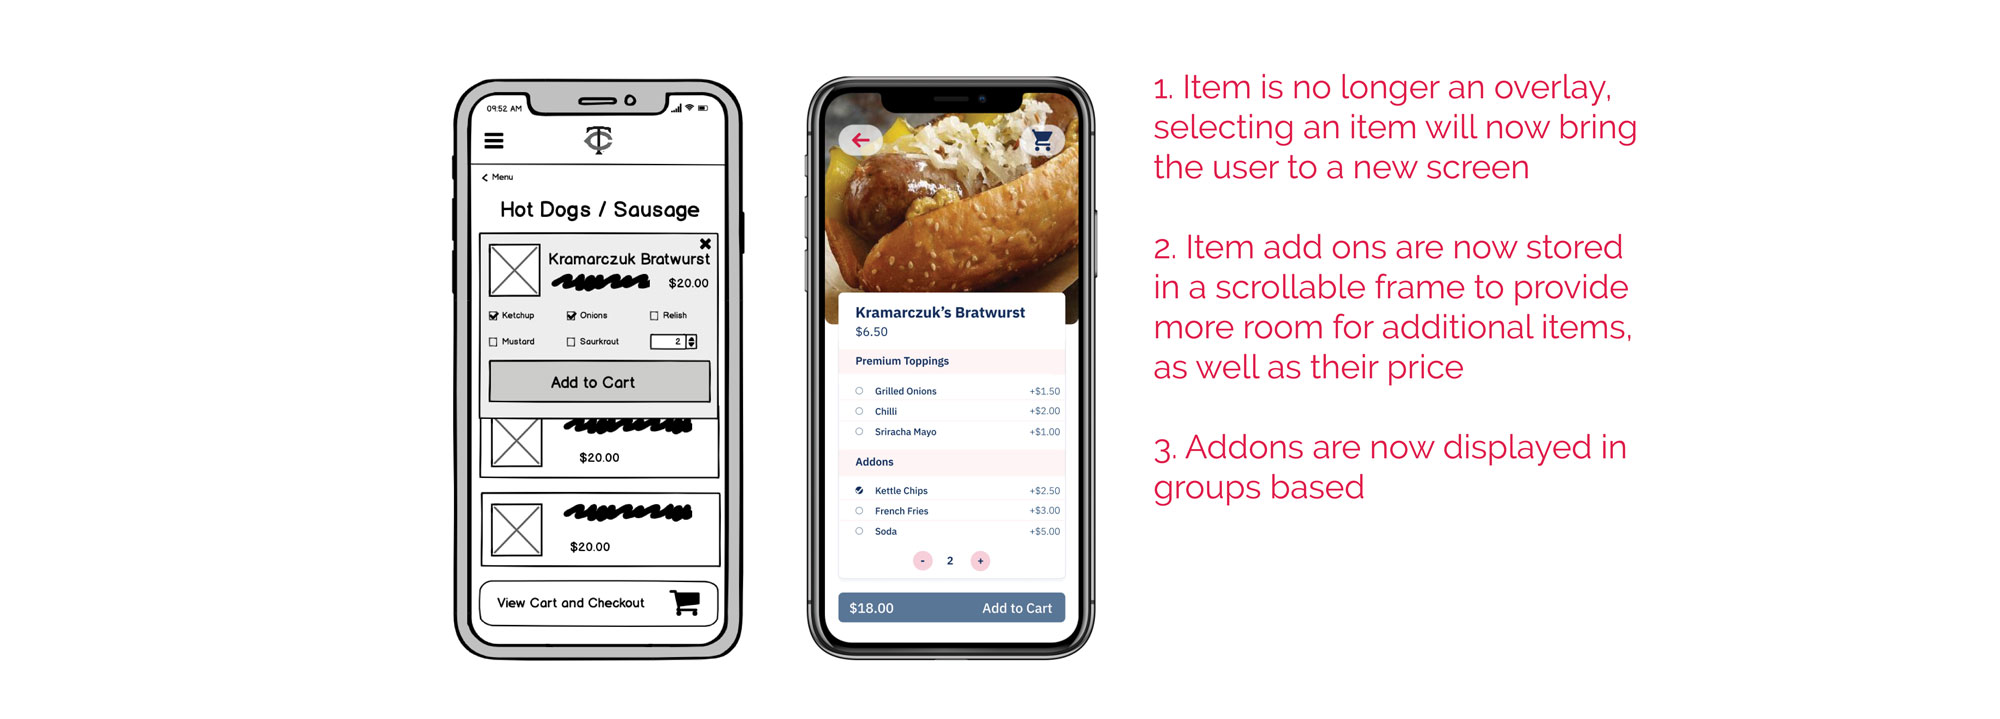 09:52 AM
TC
< Menu
Hot Dogs / Sausage
Kramarczuk Bratwurst
$20.00
Ketchup Onions Relish
Mustard Saurkraut 2
Add to Cart
$20.00
$20.00
View Cart and Checkout
Kramarczuk's Bratwurst
$6.50
Premium Toppings
Grilled Onions +$1.50
Chilli +$2.00
Sriracha Mayo +$1.00
Addons
Kettle Chips +$2.50
French Fries +$3.00
Soda +$5.00
- 2 +
$18.00 Add to Cart
1. Item is no longer an overlay,
selecting an item will now bring
the user to a new screen
2. Item add ons are now stored
in a scrollable frame to provide
more room for additional items,
as well as their price
3. Addons are now displayed in
groups based